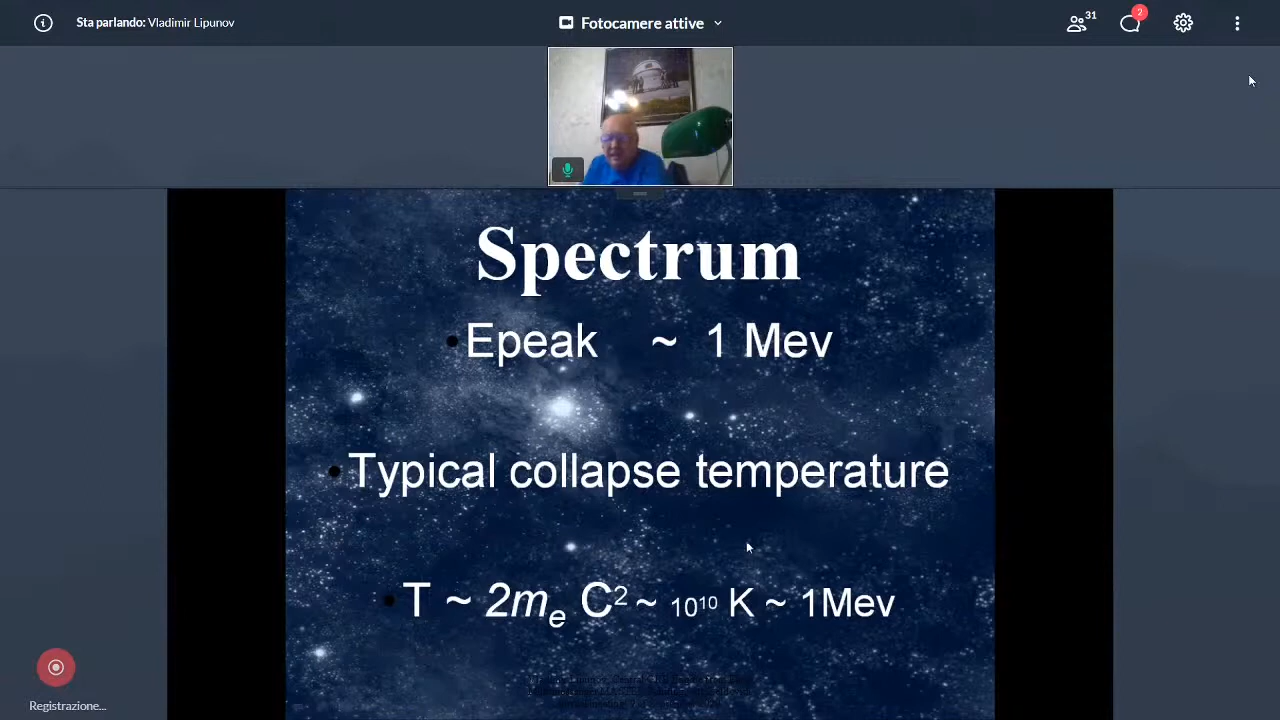 Sta parlando: Vladimir Lipunov
Fotocamere attive
31
2
Spectrum
Epeak ~ 1 Mev
Typical collapse temperature
T ~ 2mₑ C² ~ 10¹⁰ K ~ 1Mev
Registrazione...